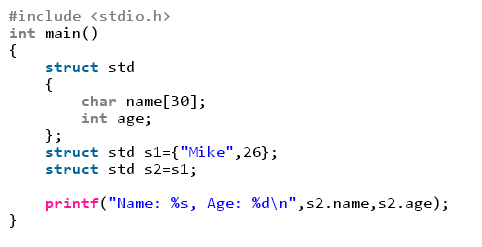 #include <stdio.h>
int main()
{
    struct std
    {
        char name[30];
        int age;
    };
    struct std s1={"Mike",26};
    struct std s2=s1;

    printf("Name: %s, Age: %d\n",s2.name,s2.age);
}